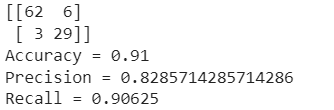 [[62  6]
 [ 3 29]]
Accuracy = 0.91
Precision = 0.8285714285714286
Recall = 0.90625